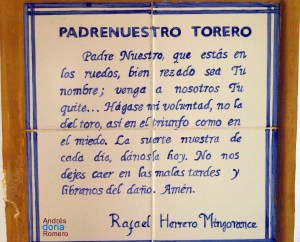 PADRENUESTRO TORERO
Padre Nuestro, que estás en
los ruedos, bien rezado sea Tu
nombre; venga a nosotros Tu
quite... Hágase mi voluntad, no la
del toro, así en el triunfo como en
el miedo. La suerte nuestra de
cada día, dánosla hoy. No nos
dejes caer en las malas tardes y
líbranos del daño. Amén.
Rafael Herrero Mingorance
Andrés
doria
Romero